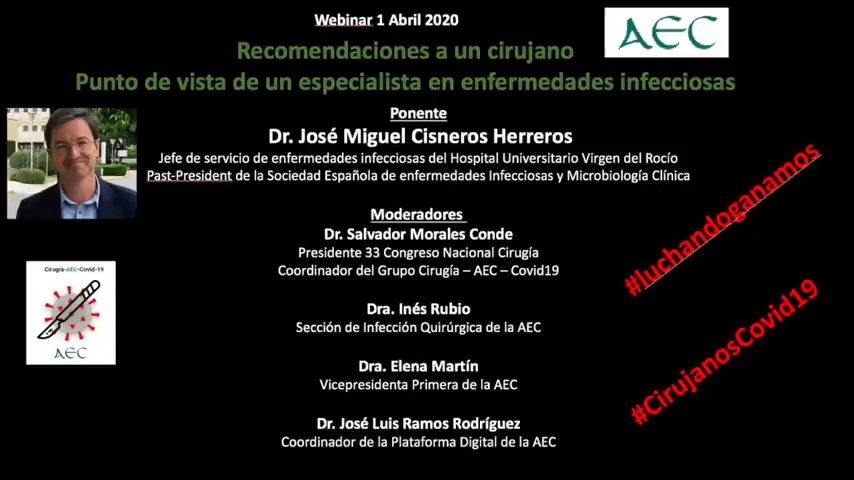 Webinar 1 Abril 2020
AEC
Recomendaciones a un cirujano
Punto de vista de un especialista en enfermedades infecciosas
Ponente
Dr. José Miguel Cisneros Herreros
Jefe de servicio de enfermedades infecciosas del Hospital Universitario Virgen del Rocío
Past-President de la Sociedad Española de enfermedades Infecciosas y Microbiología Clínica
Moderadores
Dr. Salvador Morales Conde
Presidente 33 Congreso Nacional Cirugía
Coordinador del Grupo Cirugía – AEC – Covid19
Dra. Inés Rubio
Sección de Infección Quirúrgica de la AEC
Dra. Elena Martín
Vicepresidenta Primera de la AEC
Dr. José Luis Ramos Rodríguez
Coordinador de la Plataforma Digital de la AEC
Cirugía-AEC-Covid-19
AEC
#luchandoganamos
#CirujanosCovid19